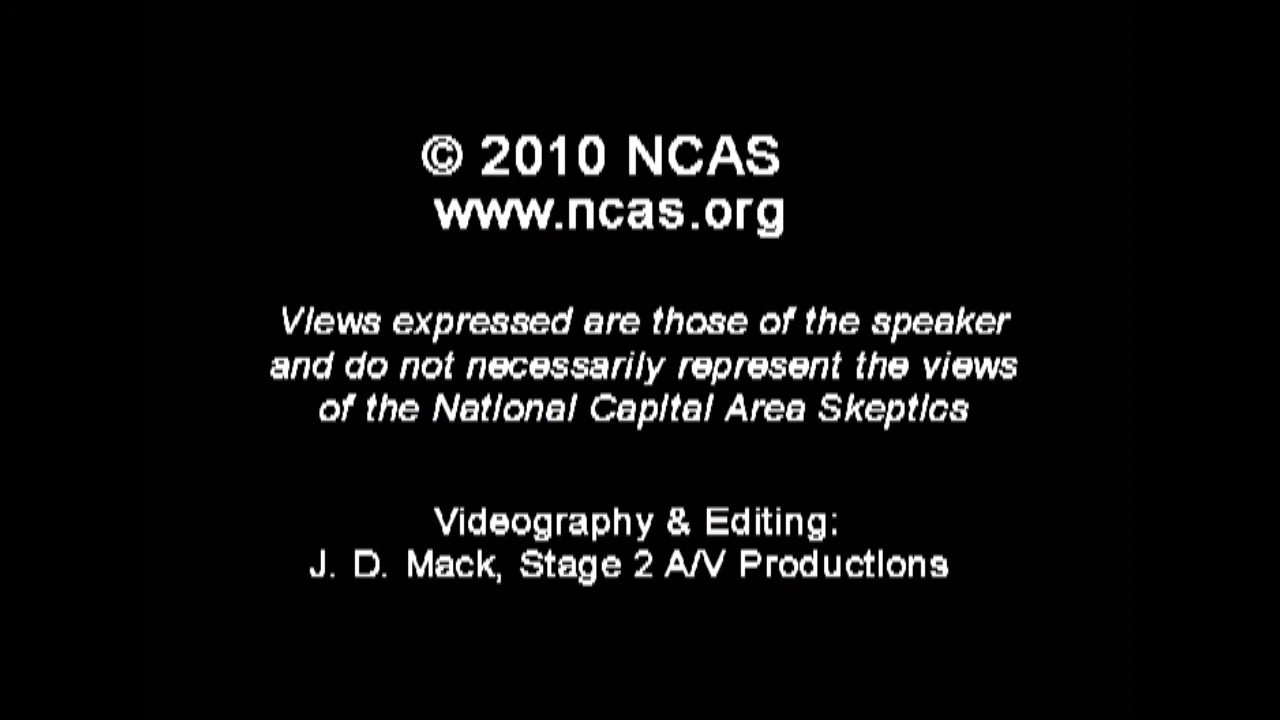 © 2010 NCAS
www.ncas.org
Views expressed are those of the speaker
and do not necessarily represent the views
of the National Capital Area Skeptics
Videography & Editing:
J. D. Mack, Stage 2 A/V Productions